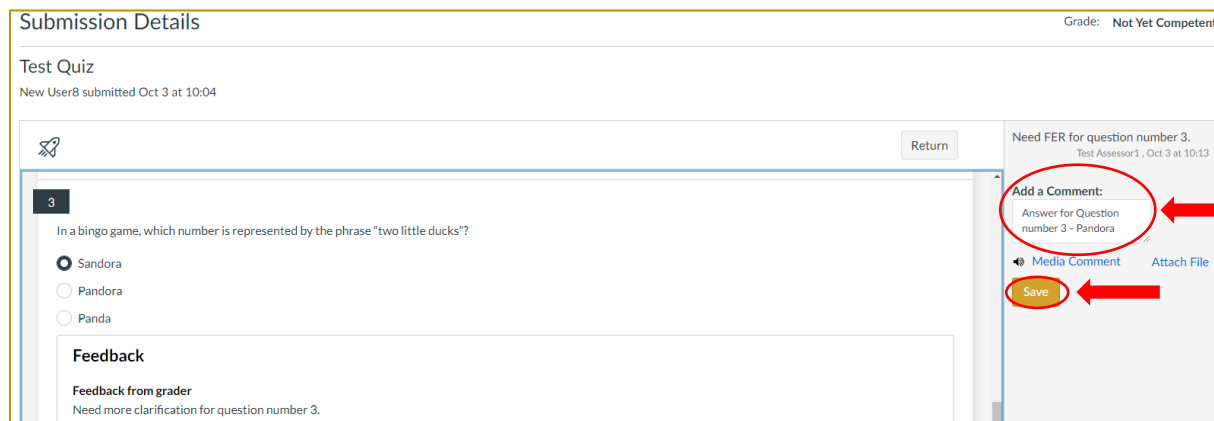 Submission Details
Grade: Not Yet Competent
Test Quiz
New User8 submitted Oct 3 at 10:04
Return
3
In a bingo game, which number is represented by the phrase “two little ducks”?
Sandora
Pandora
Panda
Feedback
Feedback from grader
Need more clarification for question number 3.
Need FER for question number 3.
Test Assessor1 , Oct 3 at 10:13
Add a Comment:
Answer for Question
number 3 - Pandora
Media Comment
Attach File
Save